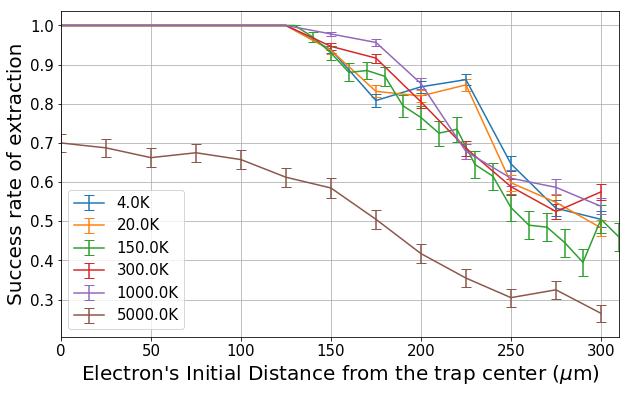 Success rate of extraction
1.0
0.9
0.8
0.7
0.6
0.5
0.4
0.3
4.0K
20.0K
150.0K
300.0K
1000.0K
5000.0K
0 50 100 150 200 250 300
Electron's Initial Distance from the trap center (μm)